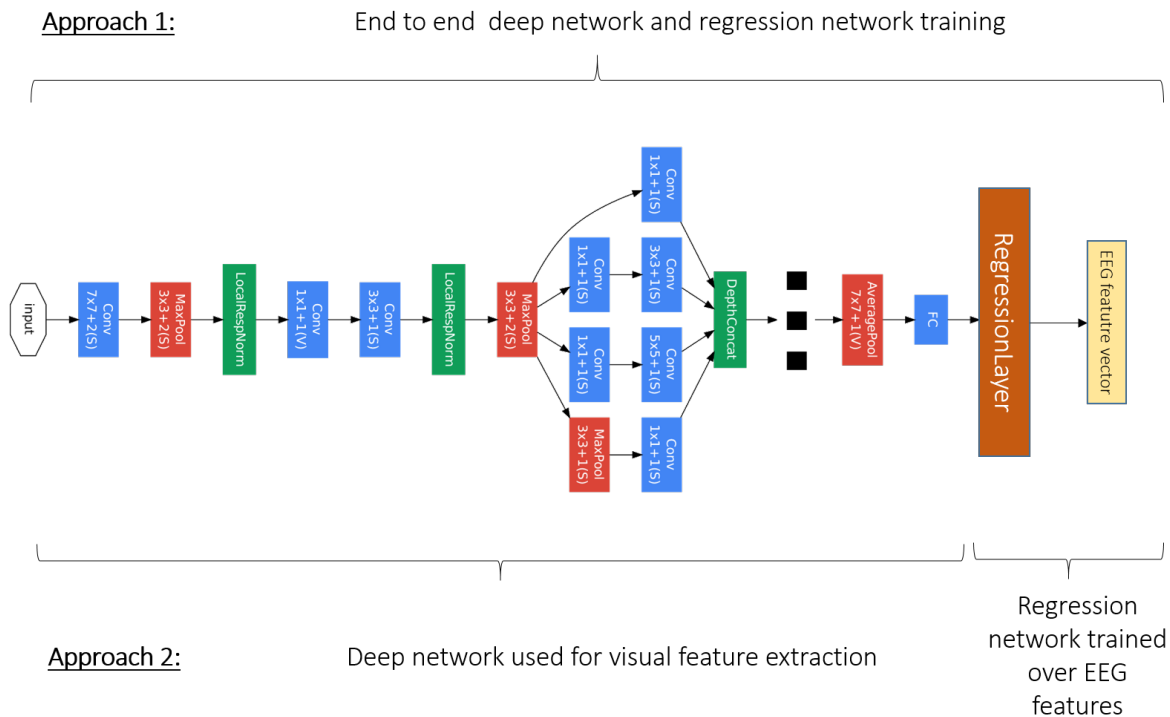 Approach 1:
End to end  deep network and regression network training
input
Conv
7x7+2(S)
MaxPool
3x3+2(S)
LocalRespNorm
Conv
1x1+1(V)
Conv
3x3+1(S)
LocalRespNorm
MaxPool
3x3+2(S)
Conv
1x1+1(S)
Conv
1x1+1(S)
Conv
3x3+1(S)
Conv
1x1+1(S)
Conv
5x5+1(S)
MaxPool
3x3+1(S)
Conv
1x1+1(S)
DepthConcat
AveragePool
7x7+1(V)
FC
RegressionLayer
EEG featutre vector
Approach 2:
Deep network used for visual feature extraction
Regression
network trained
over EEG
features